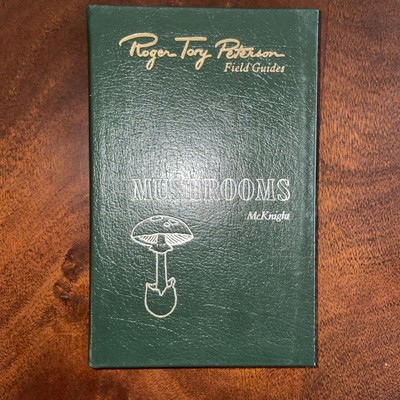 Roger Tory Peterson
Field Guides
MUSHROOMS
McKnight